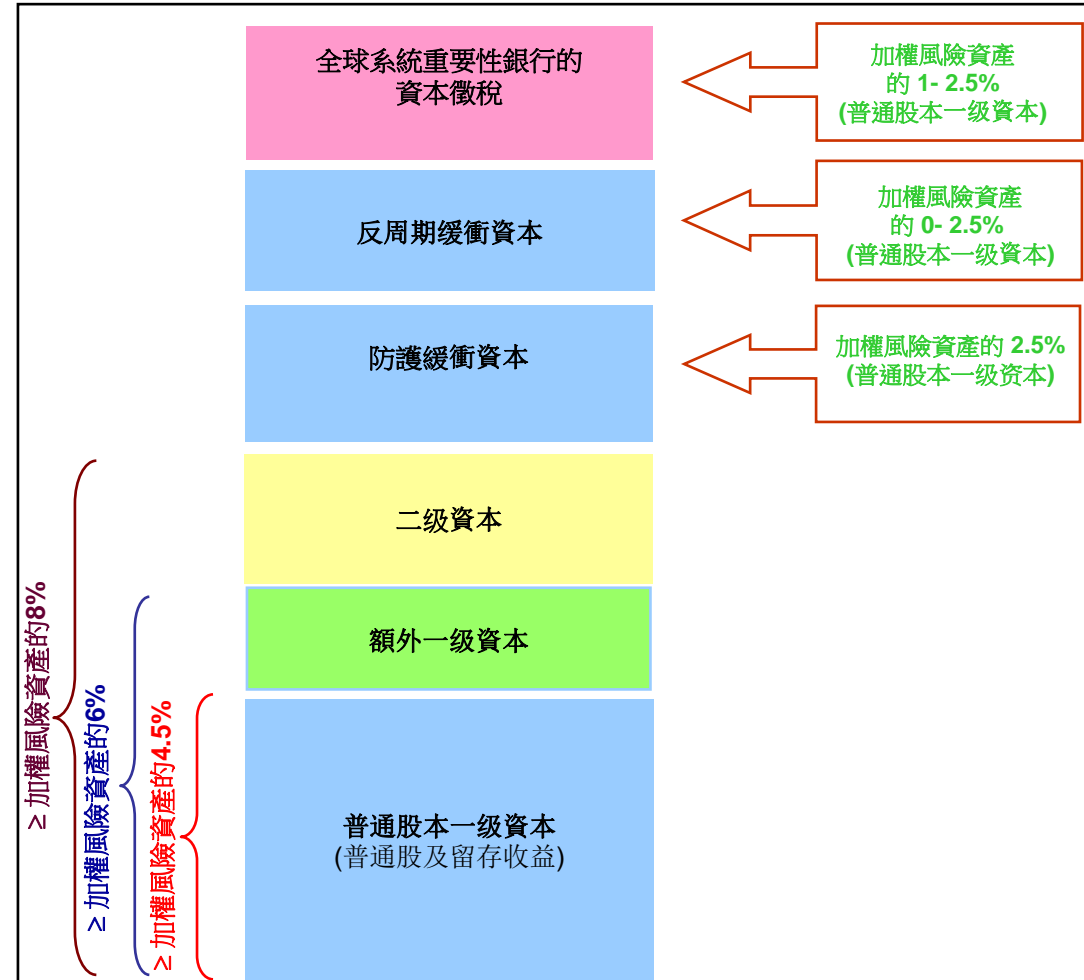 全球系統重要性銀行的
資本徵稅
加權風險資產
的 1- 2.5%
(普通股本一级資本)
反周期缓衝資本
加權風險資產
的 0- 2.5%
(普通股本一级資本)
防護緩衝資本
加權風險資產的 2.5%
(普通股本一级资本)
二级資本
額外一级資本
普通股本一级資本
(普通股及留存收益)
≥ 加權風險資產的8%
≥ 加權風險資產的6%
≥ 加權風險資產的4.5%